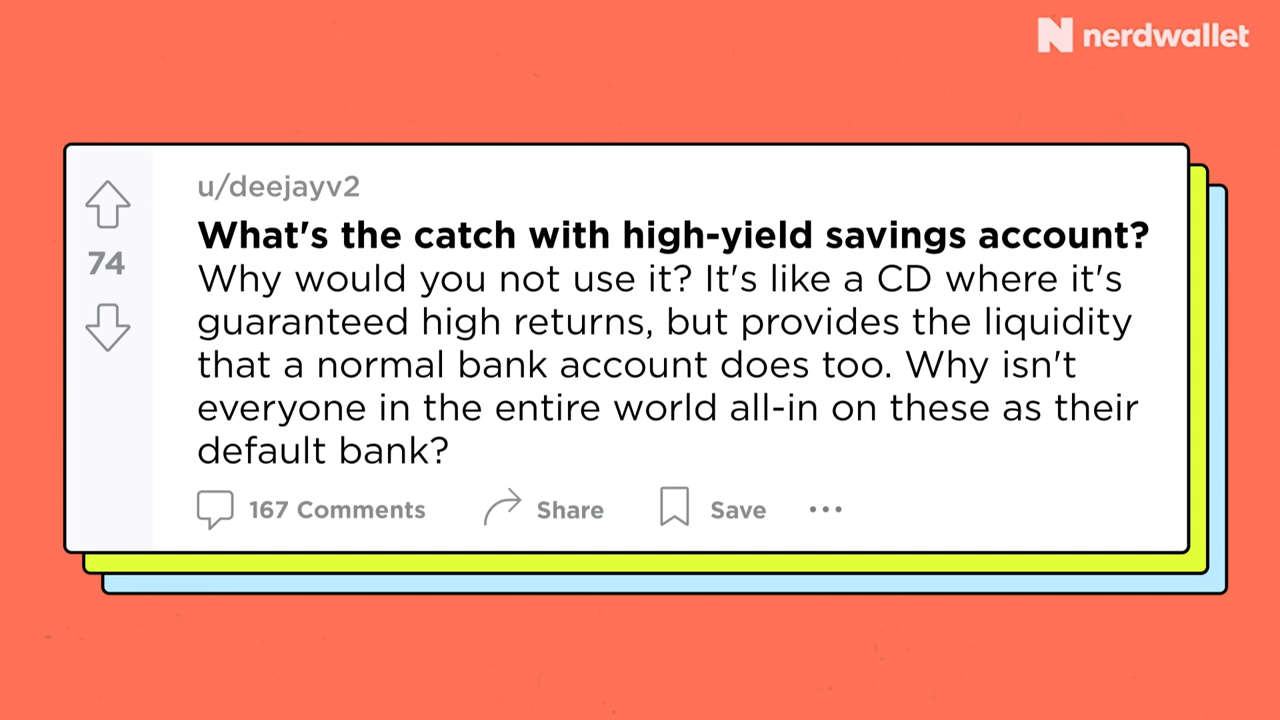 nerdwallet
u/deejayv2
What's the catch with high-yield savings account?
74
Why would you not use it? It's like a CD where it's
guaranteed high returns, but provides the liquidity
that a normal bank account does too. Why isn't
everyone in the entire world all-in on these as their
default bank?
167 Comments Share Save